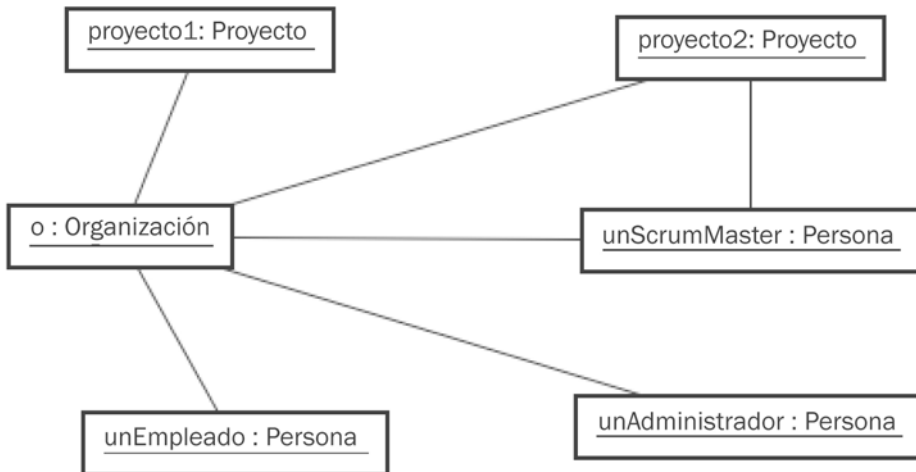 proyecto1: Proyecto
proyecto2: Proyecto
o : Organización
unScrumMaster : Persona
unEmpleado : Persona
unAdministrador : Persona